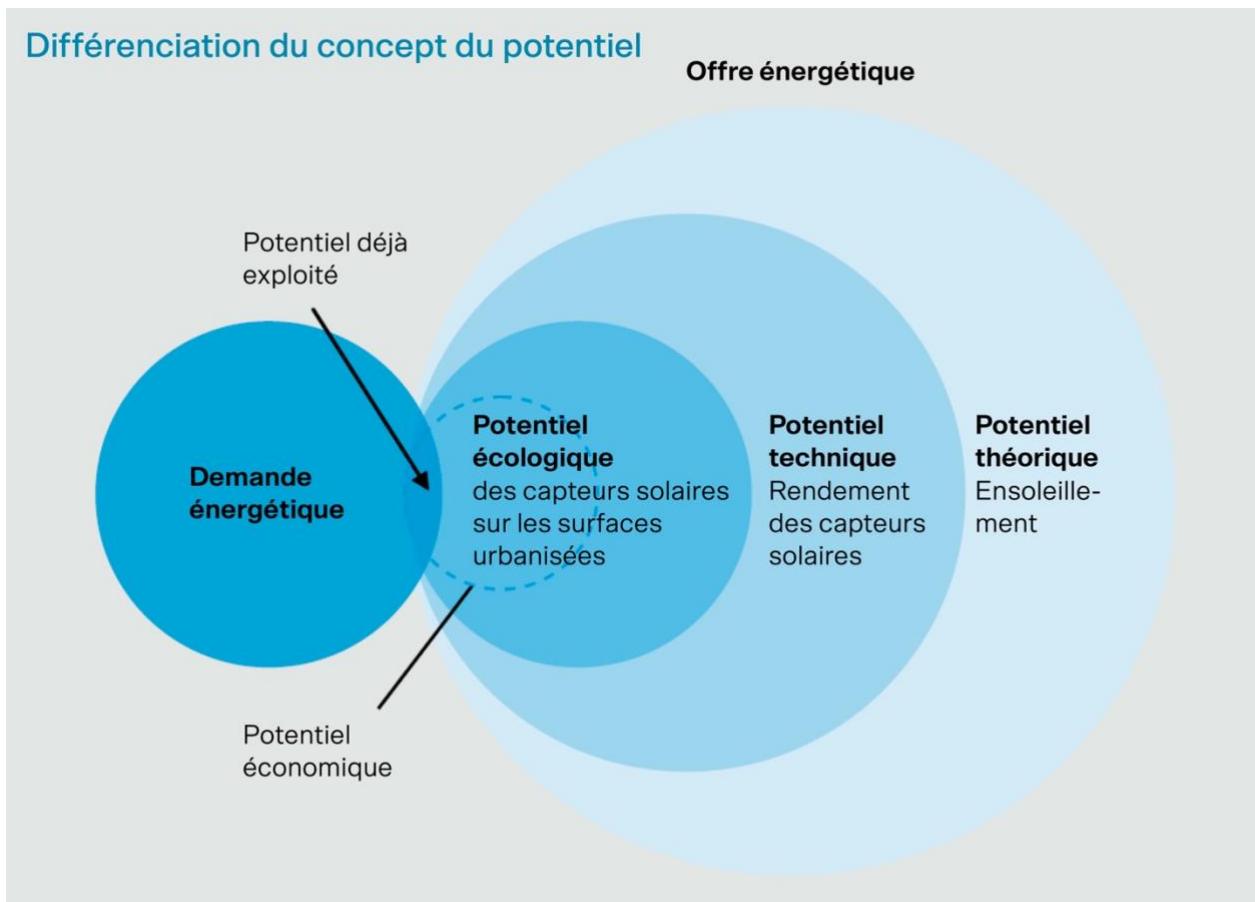 Différenciation du concept du potentiel
Offre énergétique
Potentiel déjà
exploité
Demande
énergétique
Potentiel
écologique
des capteurs solaires
sur les surfaces
urbanisées
Potentiel
technique
Rendement
des capteurs
solaires
Potentiel
théorique
Ensoleille-
ment
Potentiel
économique